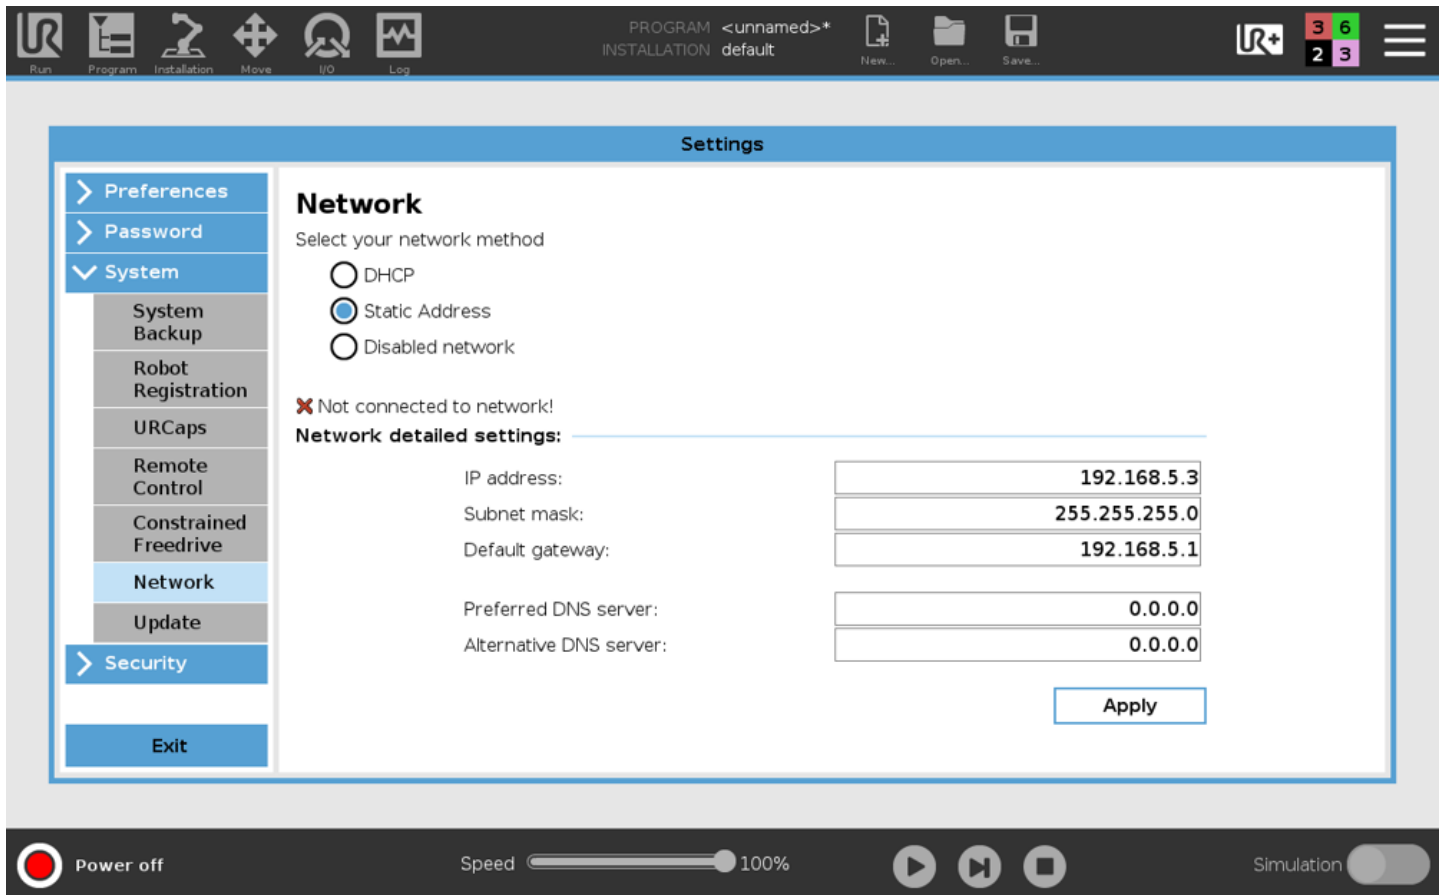 PROGRAM <unnamed>*
INSTALLATION default
UR+
3 6
2 3
Run
Program
Installation
Move
I/O
Log
New...
Open...
Save...
Settings
Preferences
Password
System
System
Backup
Robot
Registration
URCaps
Remote
Control
Constrained
Freedrive
Network
Update
Security
Exit
Network
Select your network method
DHCP
Static Address
Disabled network
Not connected to network!
Network detailed settings:
IP address: 192.168.5.3
Subnet mask: 255.255.255.0
Default gateway: 192.168.5.1
Preferred DNS server: 0.0.0.0
Alternative DNS server: 0.0.0.0
Apply
Power off
Speed 100%
Simulation